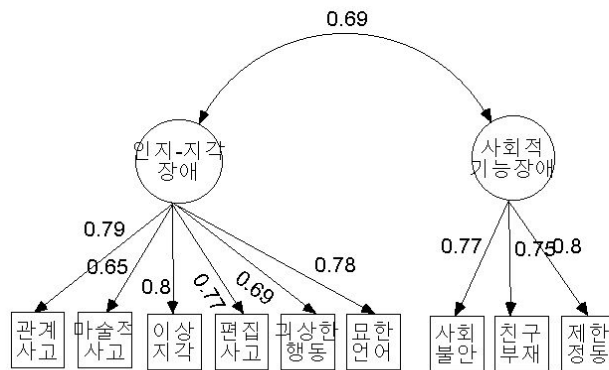 0.69
인지-지각
장애
사회적
기능장애
0.79
0.65
0.8
0.77
0.69
0.78
0.77
0.75
0.8
관계
사고
마술적
사고
이상
지각
편집
사고
괴상한
행동
묘한
언어
사회
불안
친구
부재
제한
정동